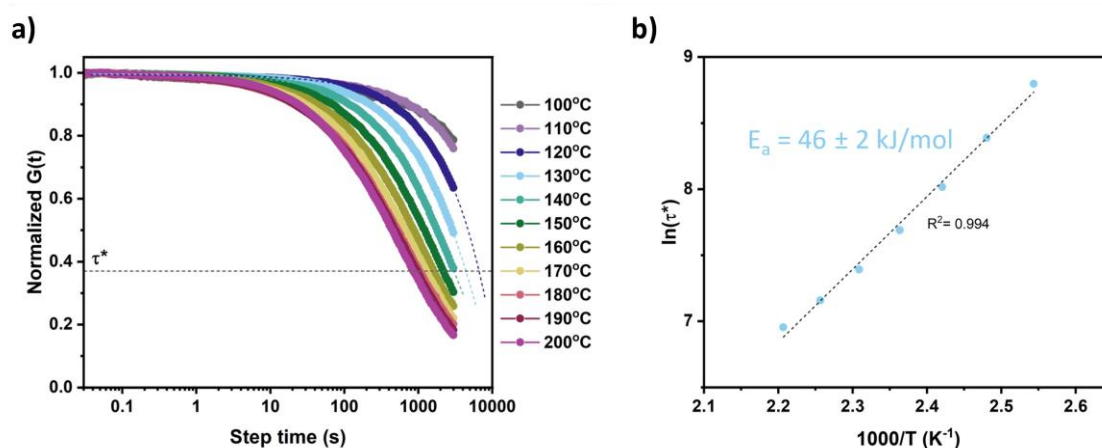 a)
Normalized G(t)
1.0
0.8
0.6
0.4
0.2
0.0
τ*
0.1
1
10
100
1000
10000
Step time (s)
100°C
110°C
120°C
130°C
140°C
150°C
160°C
170°C
180°C
190°C
200°C
b)
ln(τ*)
9
8
7
Eₐ = 46 ± 2 kJ/mol
R²= 0.994
2.1
2.2
2.3
2.4
2.5
2.6
1000/T (K⁻¹)